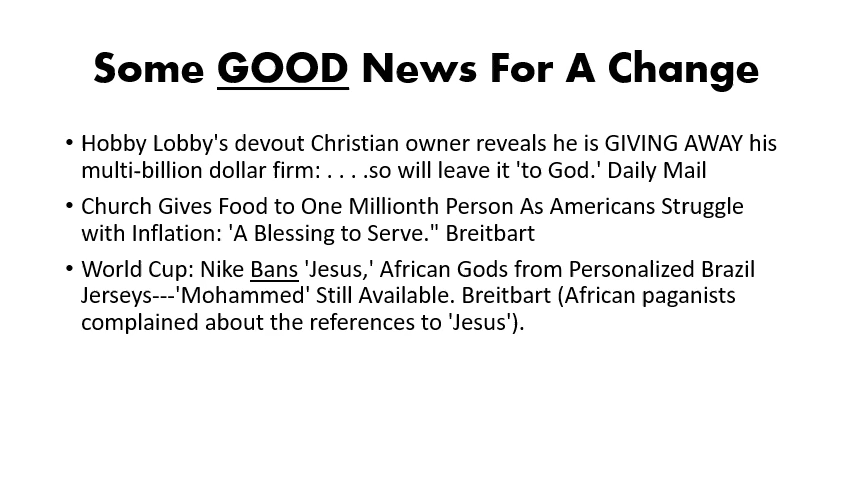 Some GOOD News For A Change
• Hobby Lobby's devout Christian owner reveals he is GIVING AWAY his
multi-billion dollar firm: . . . .so will leave it 'to God.' Daily Mail
• Church Gives Food to One Millionth Person As Americans Struggle
with Inflation: 'A Blessing to Serve." Breitbart
• World Cup: Nike Bans 'Jesus,' African Gods from Personalized Brazil
Jerseys---'Mohammed' Still Available. Breitbart (African paganists
complained about the references to 'Jesus').